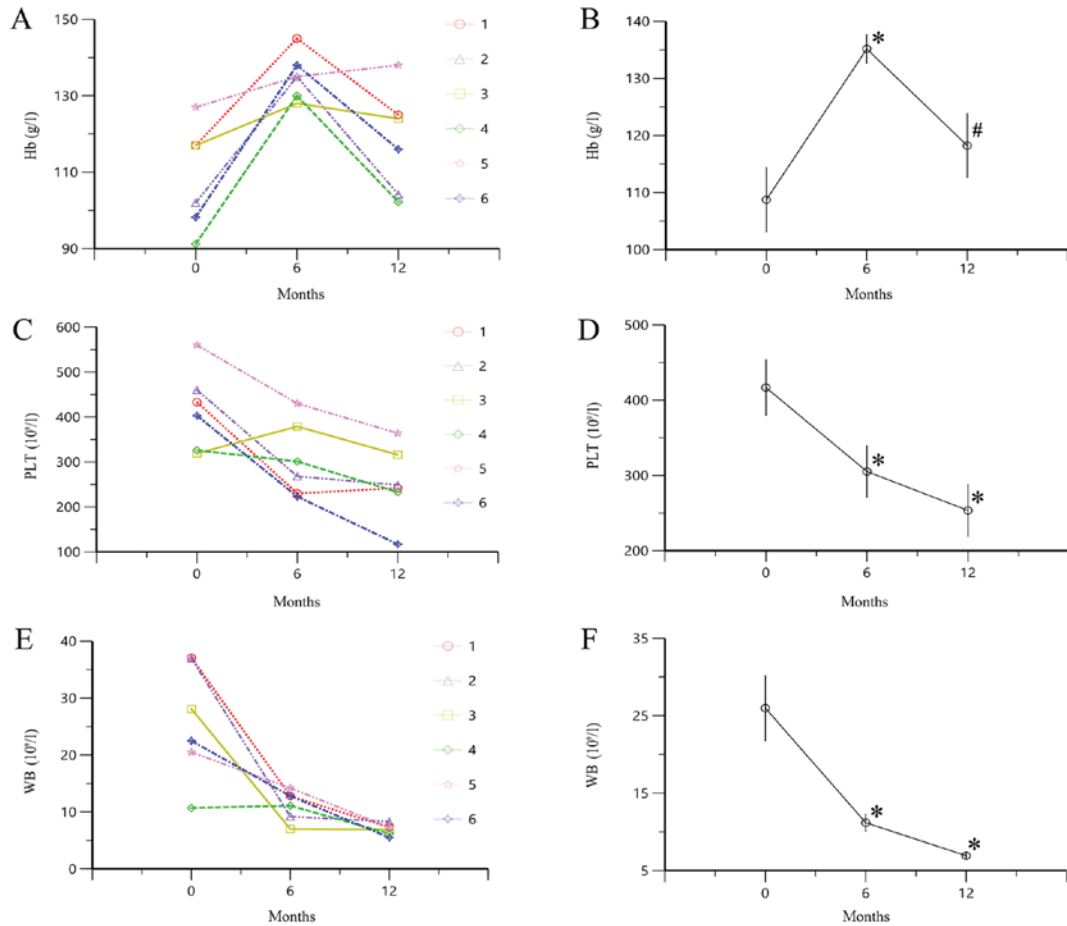 A
Hb (g/l)
150
130
110
90
0 6 12
Months
1
2
3
4
5
6
B
Hb (g/l)
140
130
120
110
100
*
#
0 6 12
Months
C
PLT (10⁹/l)
600
500
400
300
200
100
0 6 12
Months
1
2
3
4
5
6
D
PLT (10⁹/l)
500
400
300
200
*
*
0 6 12
Months
E
WB (10⁹/l)
40
30
20
10
0
0 6 12
Months
1
2
3
4
5
6
F
WB (10⁹/l)
35
25
15
5
*
*
0 6 12
Months